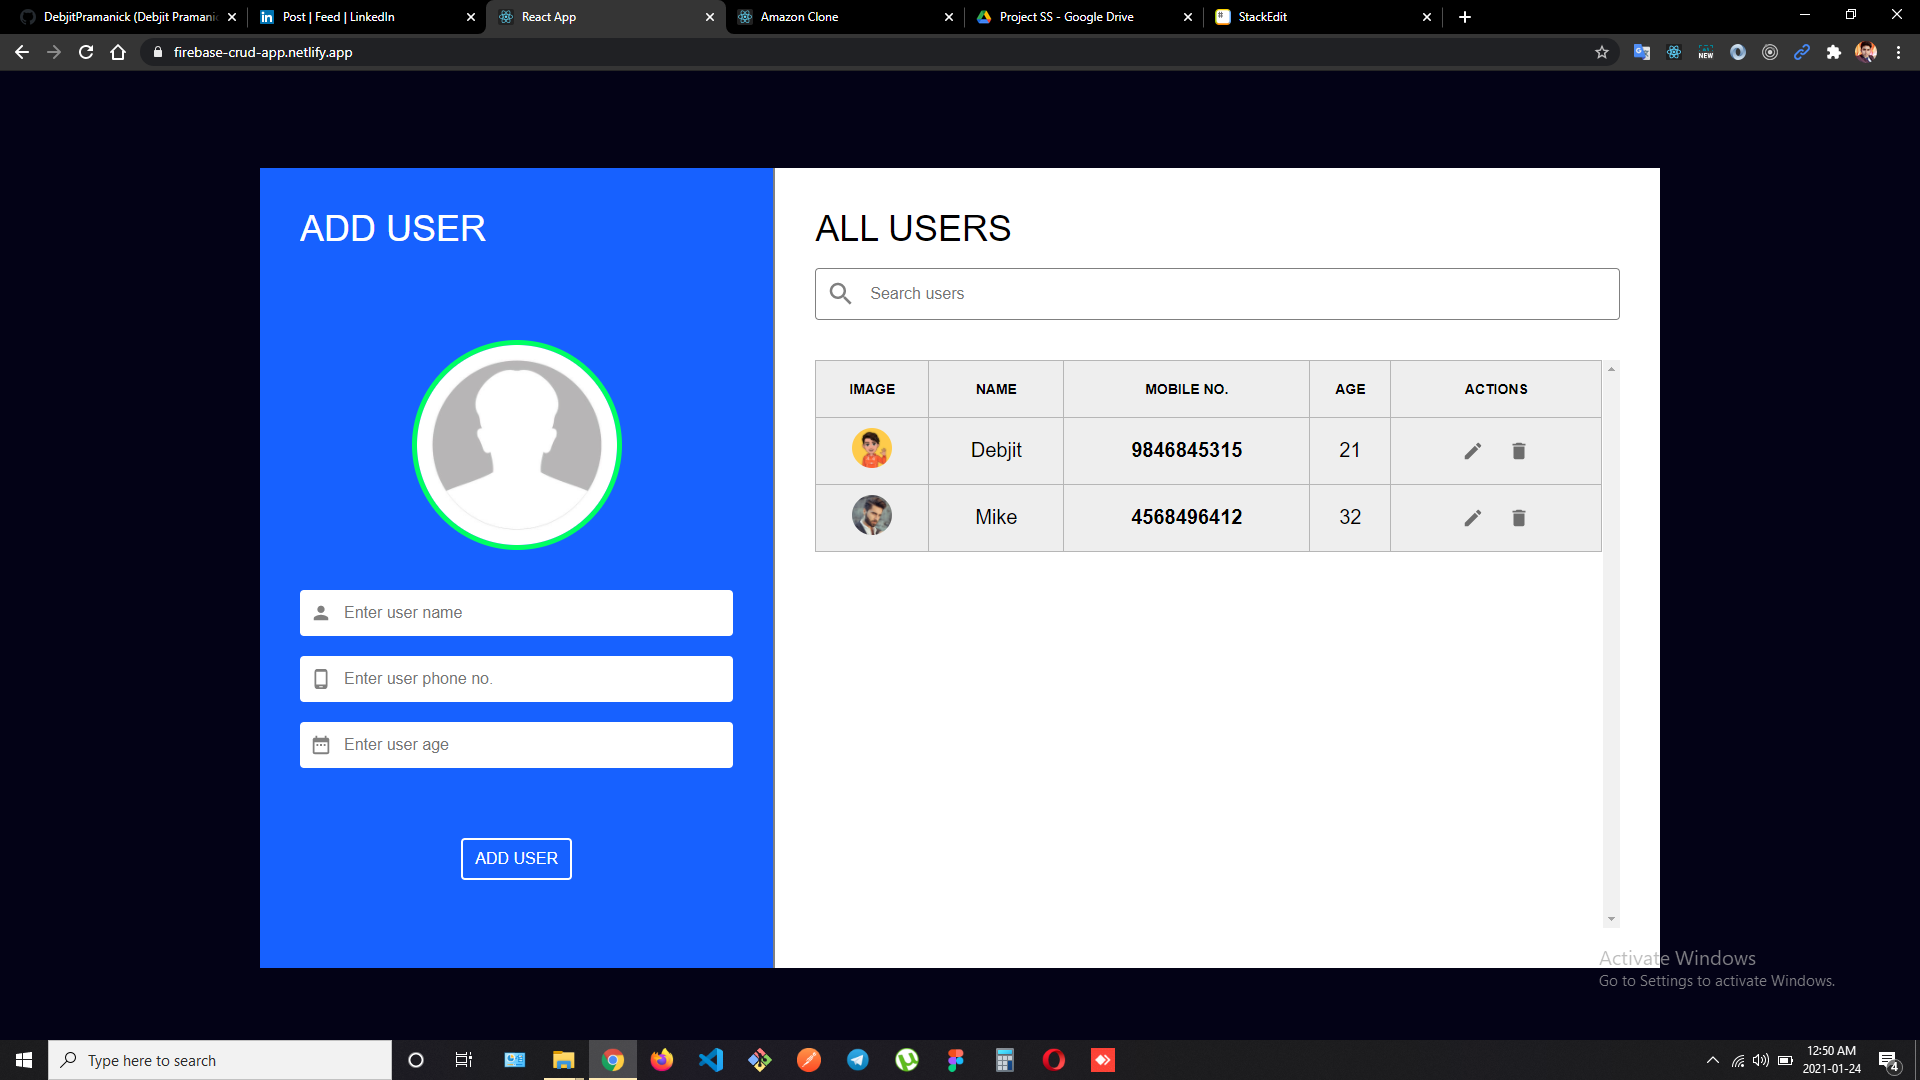 DebjitPramanick (Debjit Pramanic
Post | Feed | LinkedIn
React App
Amazon Clone
Project SS - Google Drive
StackEdit
firebase-crud-app.netlify.app
NEW
ADD USER
Enter user name
Enter user phone no.
Enter user age
ADD USER
ALL USERS
Search users
IMAGE NAME MOBILE NO. AGE ACTIONS
Debjit 9846845315 21
Mike 4568496412 32
Activate Windows
Go to Settings to activate Windows.
Type here to search
12:50 AM
2021-01-24
4